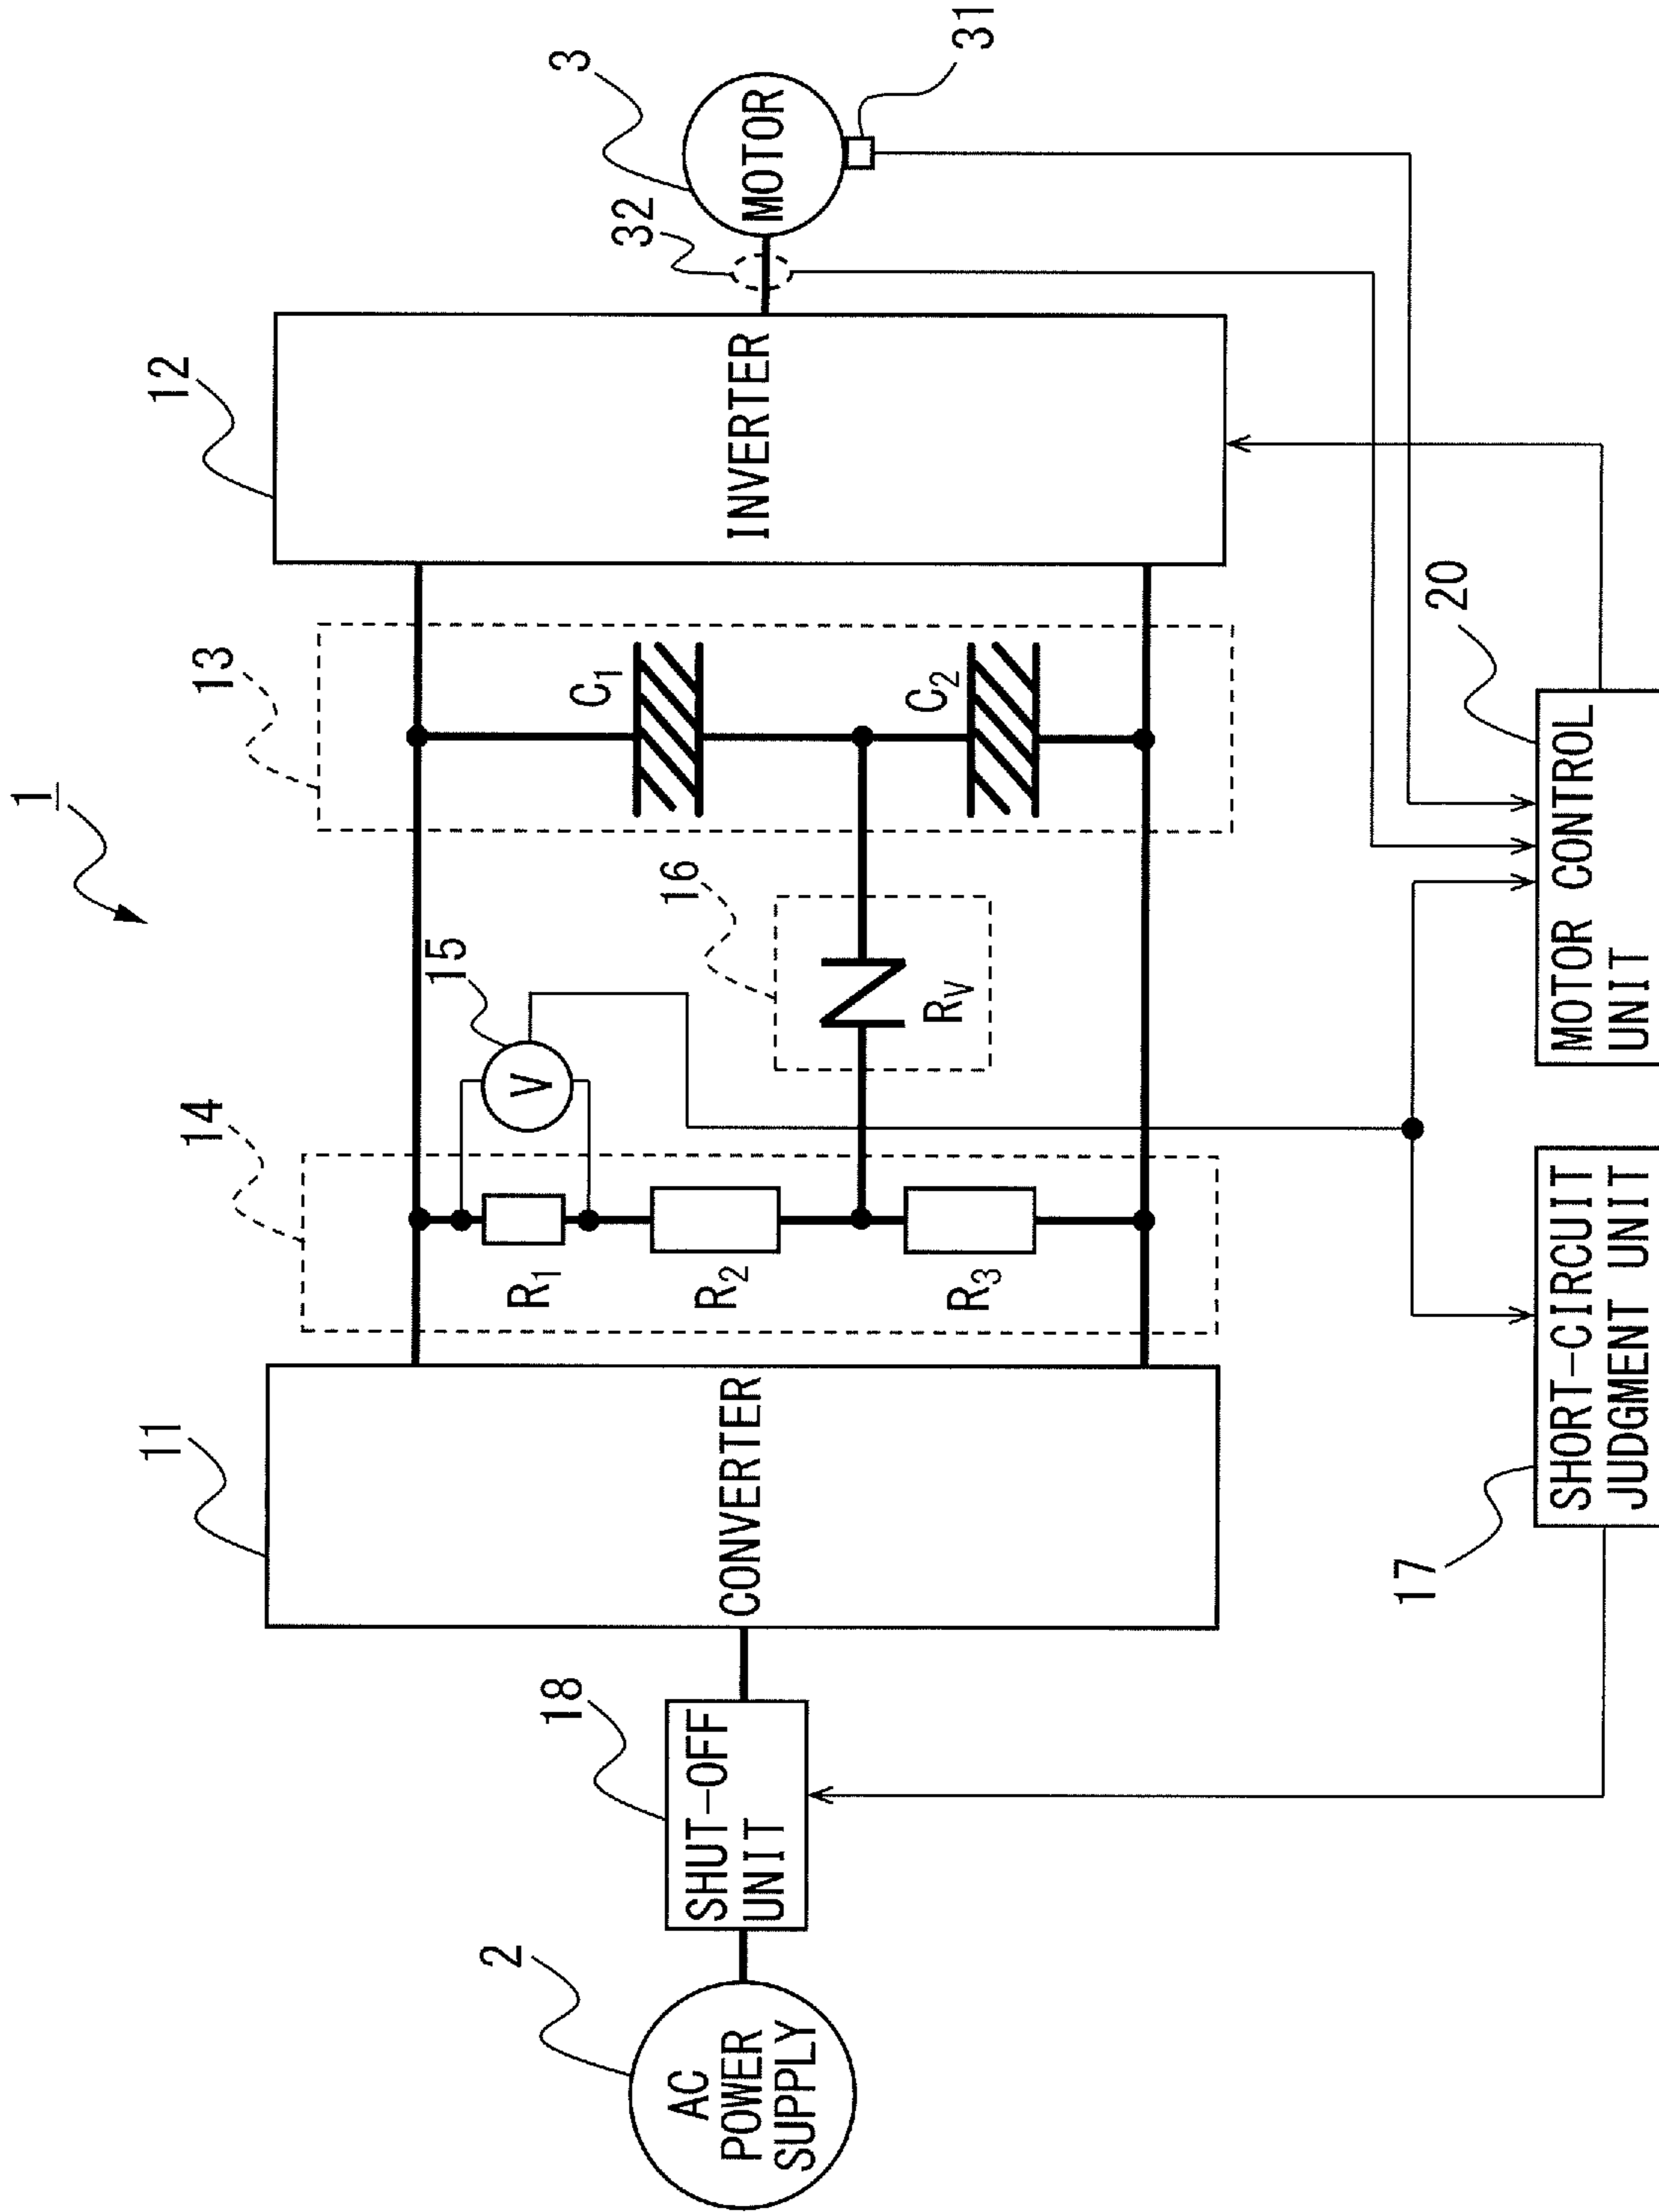 1
11
14
15
16
13
12
32
3
MOTOR
31
2
AC
POWER
SUPPLY
18
SHUT-OFF
UNIT
CONVERTER
R1
R2
R3
V
RV
C1
C2
INVERTER
17
SHORT-CIRCUIT
JUDGMENT UNIT
20
MOTOR CONTROL
UNIT